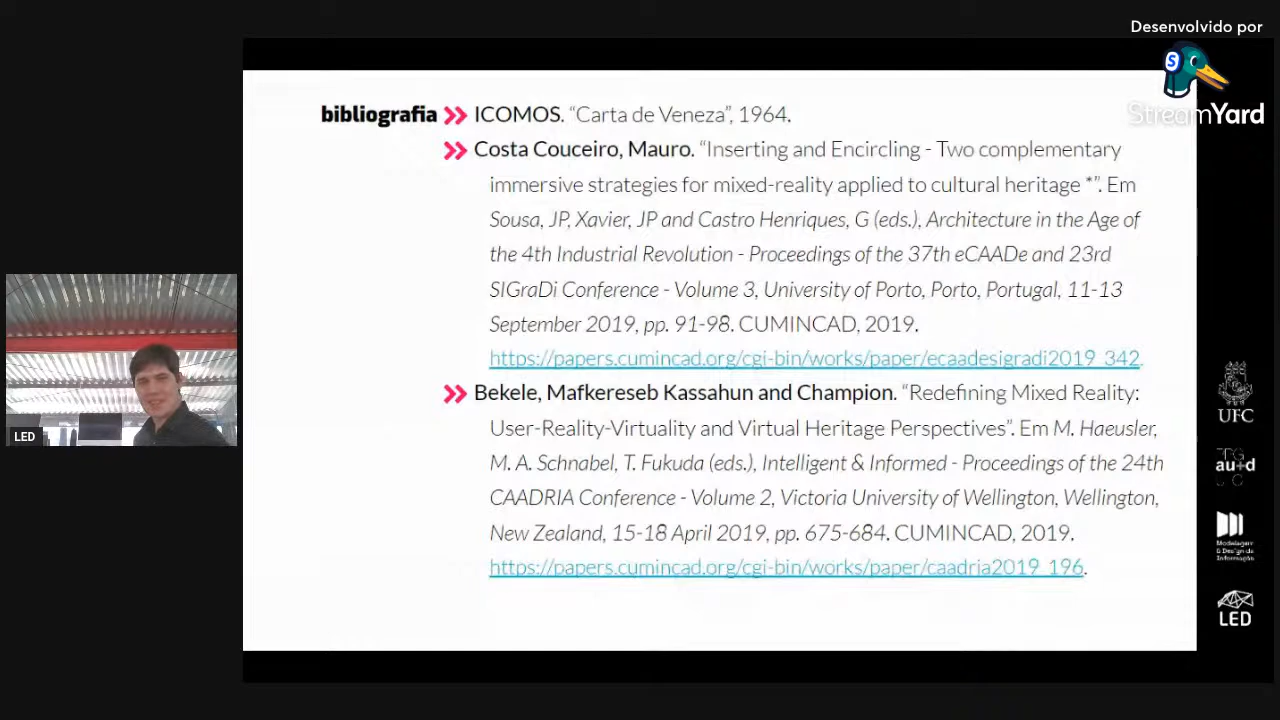 Desenvolvido por
StreamYard
bibliografia ICOMOS. “Carta de Veneza”, 1964.
Costa Couceiro, Mauro. “Inserting and Encircling - Two complementary
immersive strategies for mixed-reality applied to cultural heritage *”. Em
Sousa, JP, Xavier, JP and Castro Henriques, G (eds.), Architecture in the Age of
the 4th Industrial Revolution - Proceedings of the 37th eCAADe and 23rd
SIGraDi Conference - Volume 3, University of Porto, Porto, Portugal, 11-13
September 2019, pp. 91-98. CUMINCAD, 2019.
https://papers.cumincad.org/cgi-bin/works/paper/ecaadesigradi2019_342.
Bekele, Mafkereseb Kassahun and Champion. “Redefining Mixed Reality:
User-Reality-Virtuality and Virtual Heritage Perspectives”. Em M. Haeusler,
M. A. Schnabel, T. Fukuda (eds.), Intelligent & Informed - Proceedings of the 24th
CAADRIA Conference - Volume 2, Victoria University of Wellington, Wellington,
New Zealand, 15-18 April 2019, pp. 675-684. CUMINCAD, 2019.
https://papers.cumincad.org/cgi-bin/works/paper/caadria2019_196.
LED
UFC
au+d
Modelagem
& Design da
Informação
LED